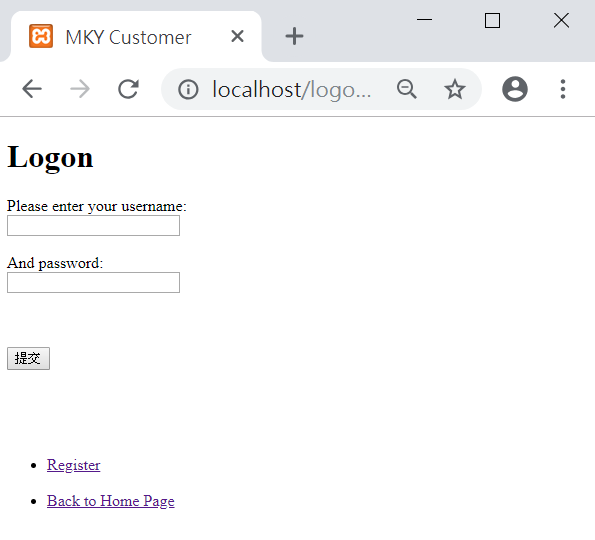 MKY Customer
localhost/logo...
Logon
Please enter your username:
And password:
提交
Register
Back to Home Page